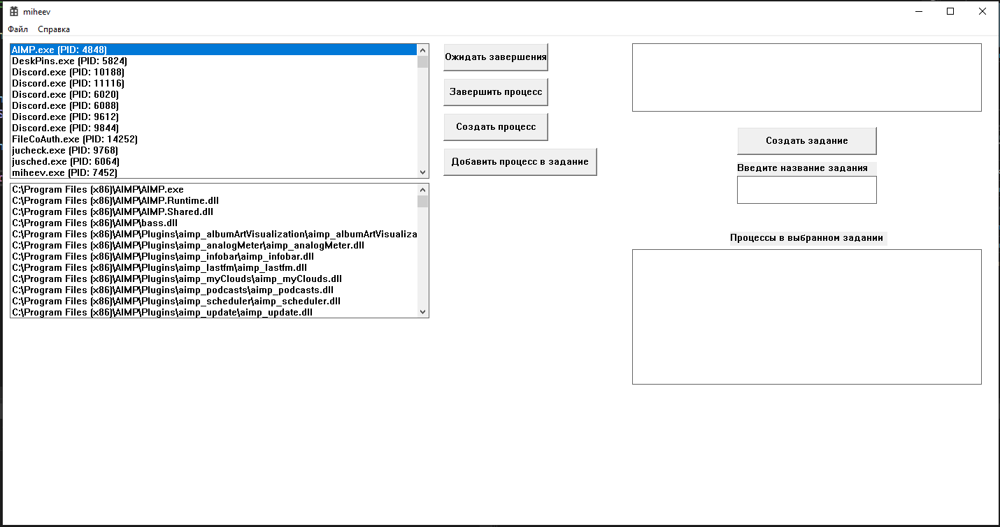 miheev
Файл Справка
AIMP.exe (PID: 4848)
DeskPins.exe (PID: 5824)
Discord.exe (PID: 10188)
Discord.exe (PID: 11116)
Discord.exe (PID: 6020)
Discord.exe (PID: 6088)
Discord.exe (PID: 9612)
Discord.exe (PID: 9844)
FileCoAuth.exe (PID: 14252)
jucheck.exe (PID: 9768)
jusched.exe (PID: 6064)
miheev.exe (PID: 7452)
C:\Program Files (x86)\AIMP\AIMP.exe
C:\Program Files (x86)\AIMP\AIMP.Runtime.dll
C:\Program Files (x86)\AIMP\AIMP.Shared.dll
C:\Program Files (x86)\AIMP\bass.dll
C:\Program Files (x86)\AIMP\Plugins\aimp_albumArtVisualization\aimp_albumArtVisualiza
C:\Program Files (x86)\AIMP\Plugins\aimp_analogMeter\aimp_analogMeter.dll
C:\Program Files (x86)\AIMP\Plugins\aimp_infobar\aimp_infobar.dll
C:\Program Files (x86)\AIMP\Plugins\aimp_lastfm\aimp_lastfm.dll
C:\Program Files (x86)\AIMP\Plugins\aimp_myClouds\aimp_myClouds.dll
C:\Program Files (x86)\AIMP\Plugins\aimp_podcasts\aimp_podcasts.dll
C:\Program Files (x86)\AIMP\Plugins\aimp_scheduler\aimp_scheduler.dll
C:\Program Files (x86)\AIMP\Plugins\aimp_update\aimp_update.dll
Ожидать завершения
Завершить процесс
Создать процесс
Добавить процесс в задание
Создать задание
Введите название задания
Процессы в выбранном задании